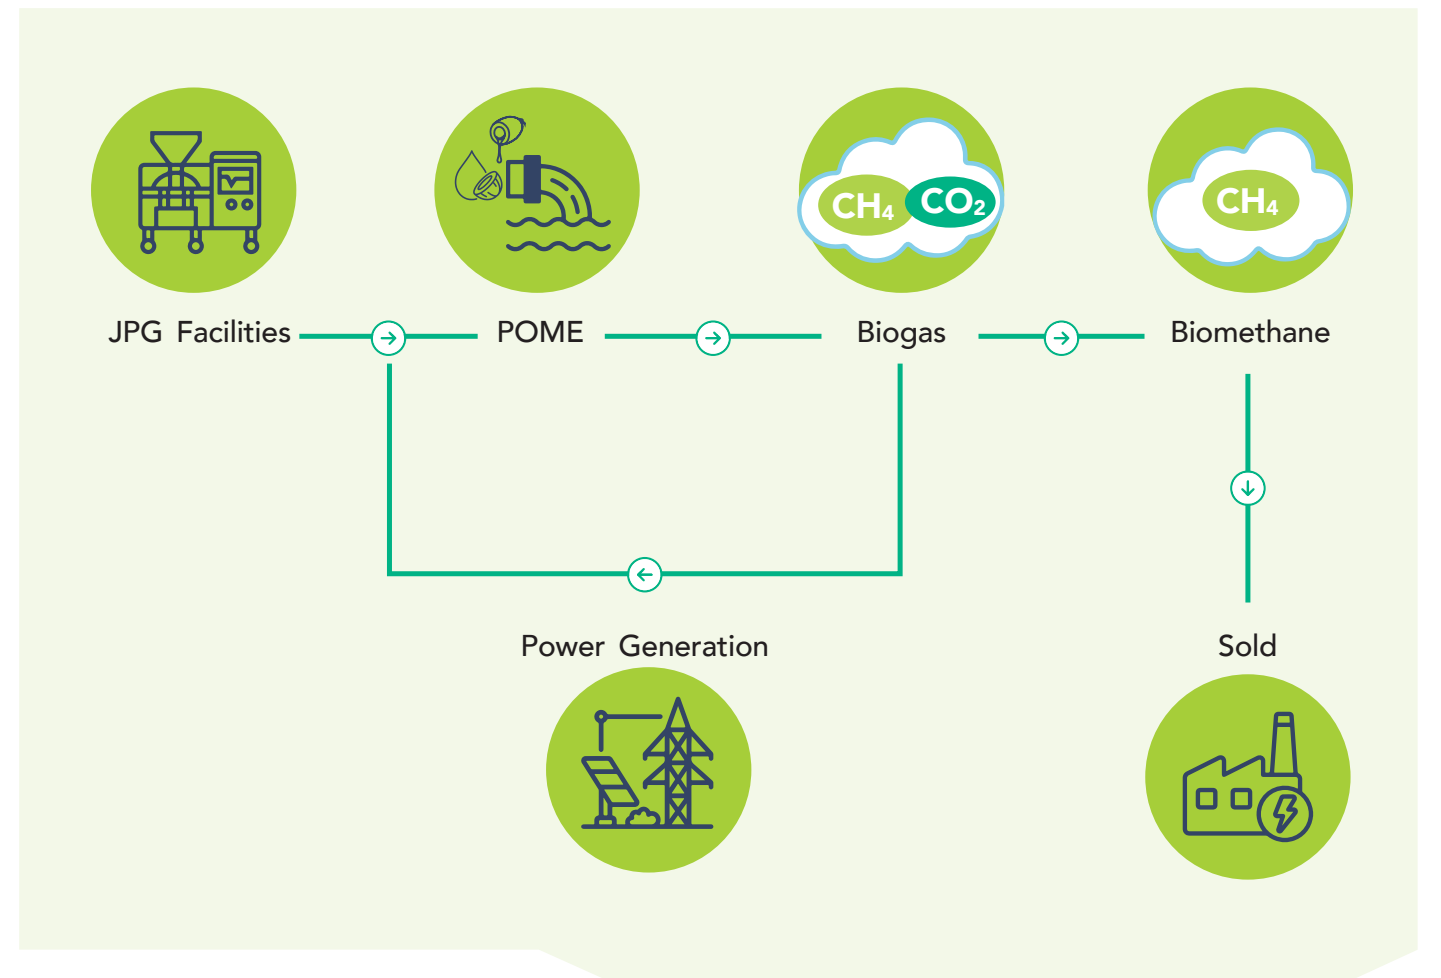 CH₄ CO₂
CH₄
JPG Facilities
POME
Biogas
Biomethane
Power Generation
Sold